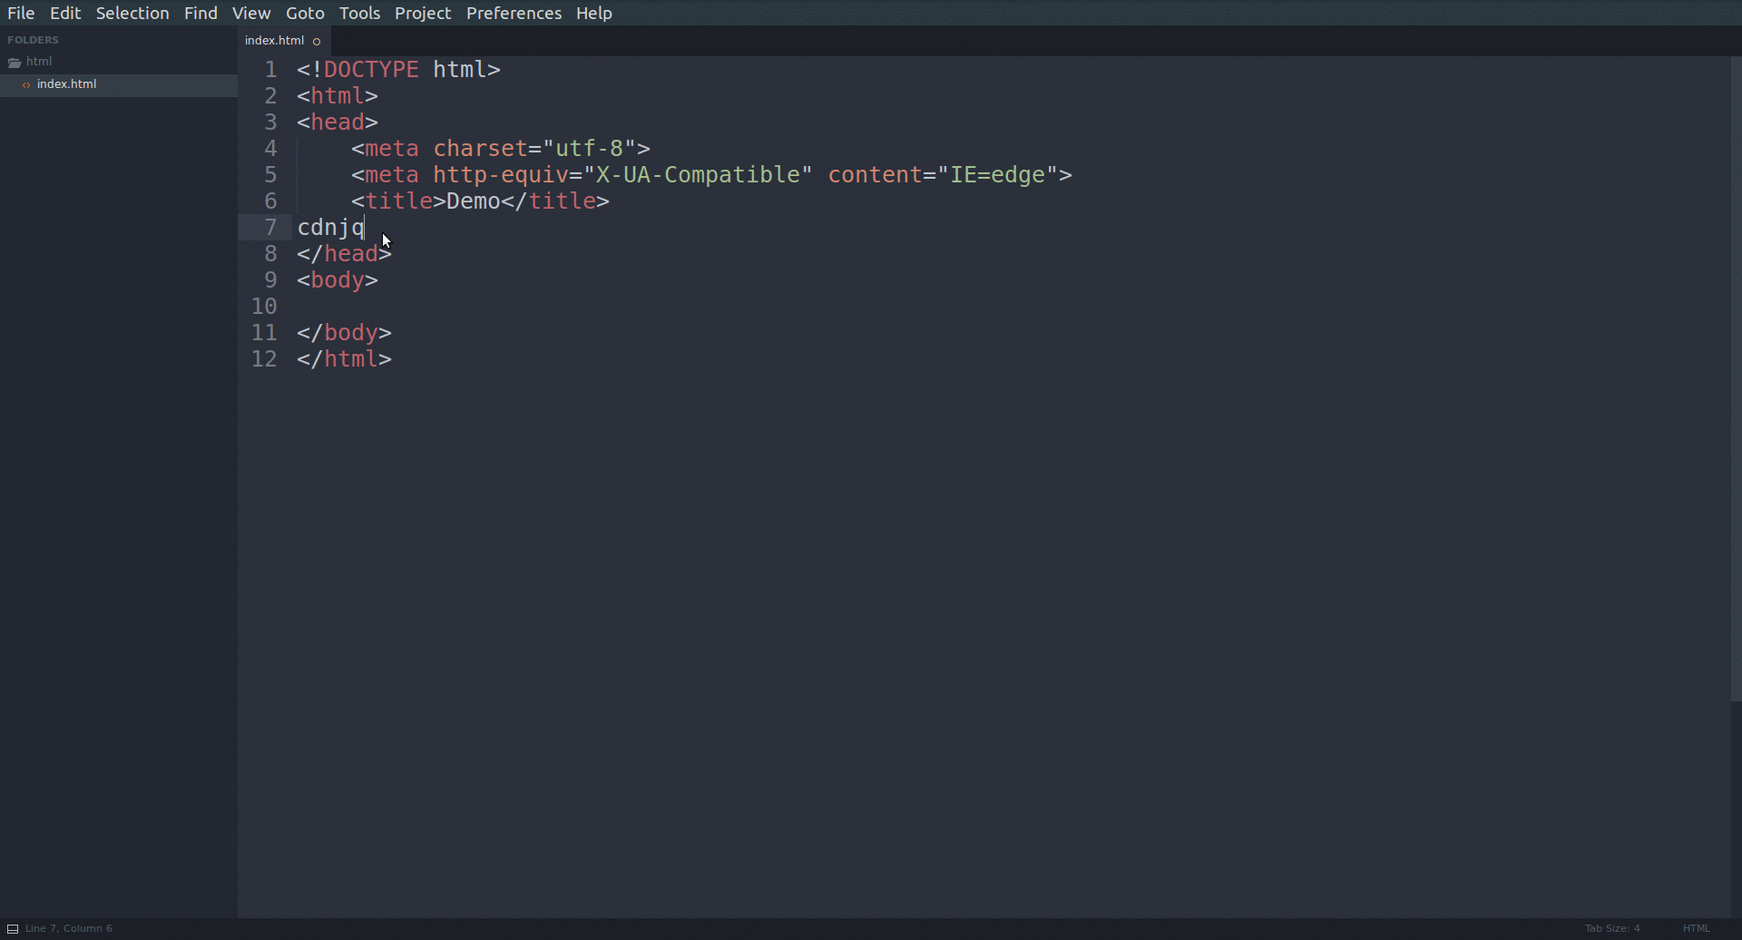 File Edit Selection Find View Goto Tools Project Preferences Help
FOLDERS
html
index.html
index.html
1 <!DOCTYPE html>
2 <html>
3 <head>
4     <meta charset="utf-8">
5     <meta http-equiv="X-UA-Compatible" content="IE=edge">
6     <title>Demo</title>
7 cdnjq
8 </head>
9 <body>
10
11 </body>
12 </html>
Line 7, Column 6
Tab Size: 4
HTML